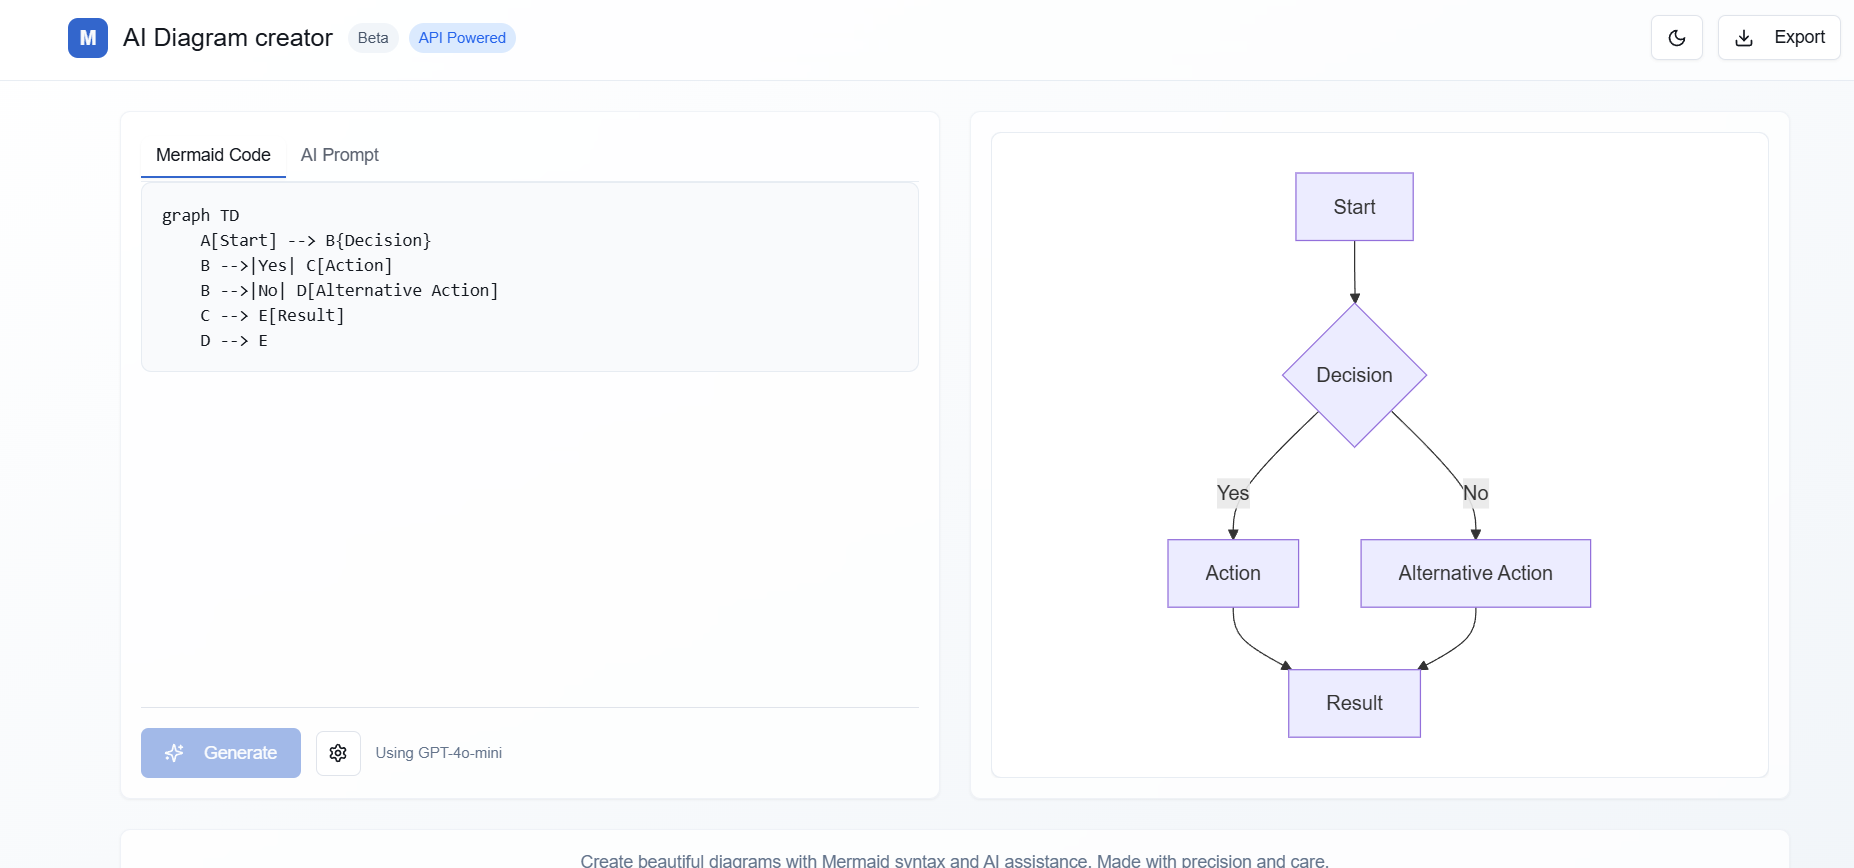 M AI Diagram creator Beta API Powered
Export
Mermaid Code AI Prompt
graph TD
    A[Start] --> B{Decision}
    B -->|Yes| C[Action]
    B -->|No| D[Alternative Action]
    C --> E[Result]
    D --> E
Generate Using GPT-4o-mini
Start
Decision
Yes No
Action Alternative Action
Result
Create beautiful diagrams with Mermaid syntax and AI assistance. Made with precision and care.